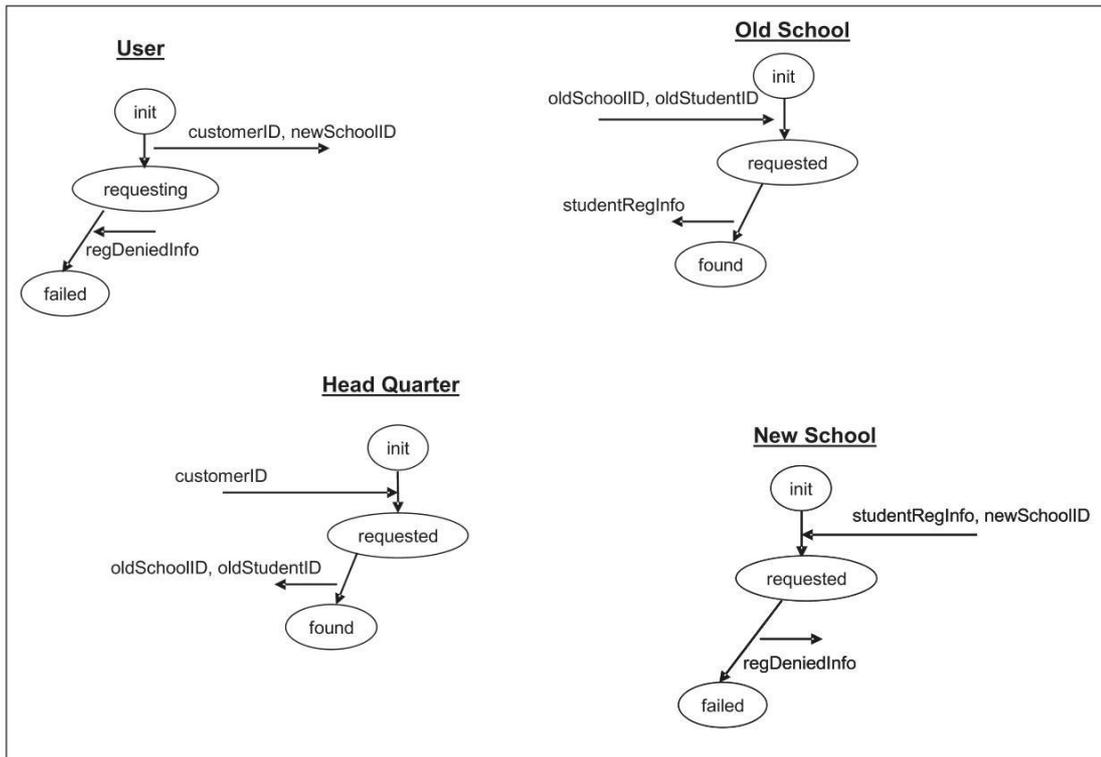 User
init
customerID, newSchoolID
requesting
regDeniedInfo
failed
Old School
init
oldSchoolID, oldStudentID
requested
studentRegInfo
found
Head Quarter
init
customerID
requested
oldSchoolID, oldStudentID
found
New School
init
studentRegInfo, newSchoolID
requested
regDeniedInfo
failed